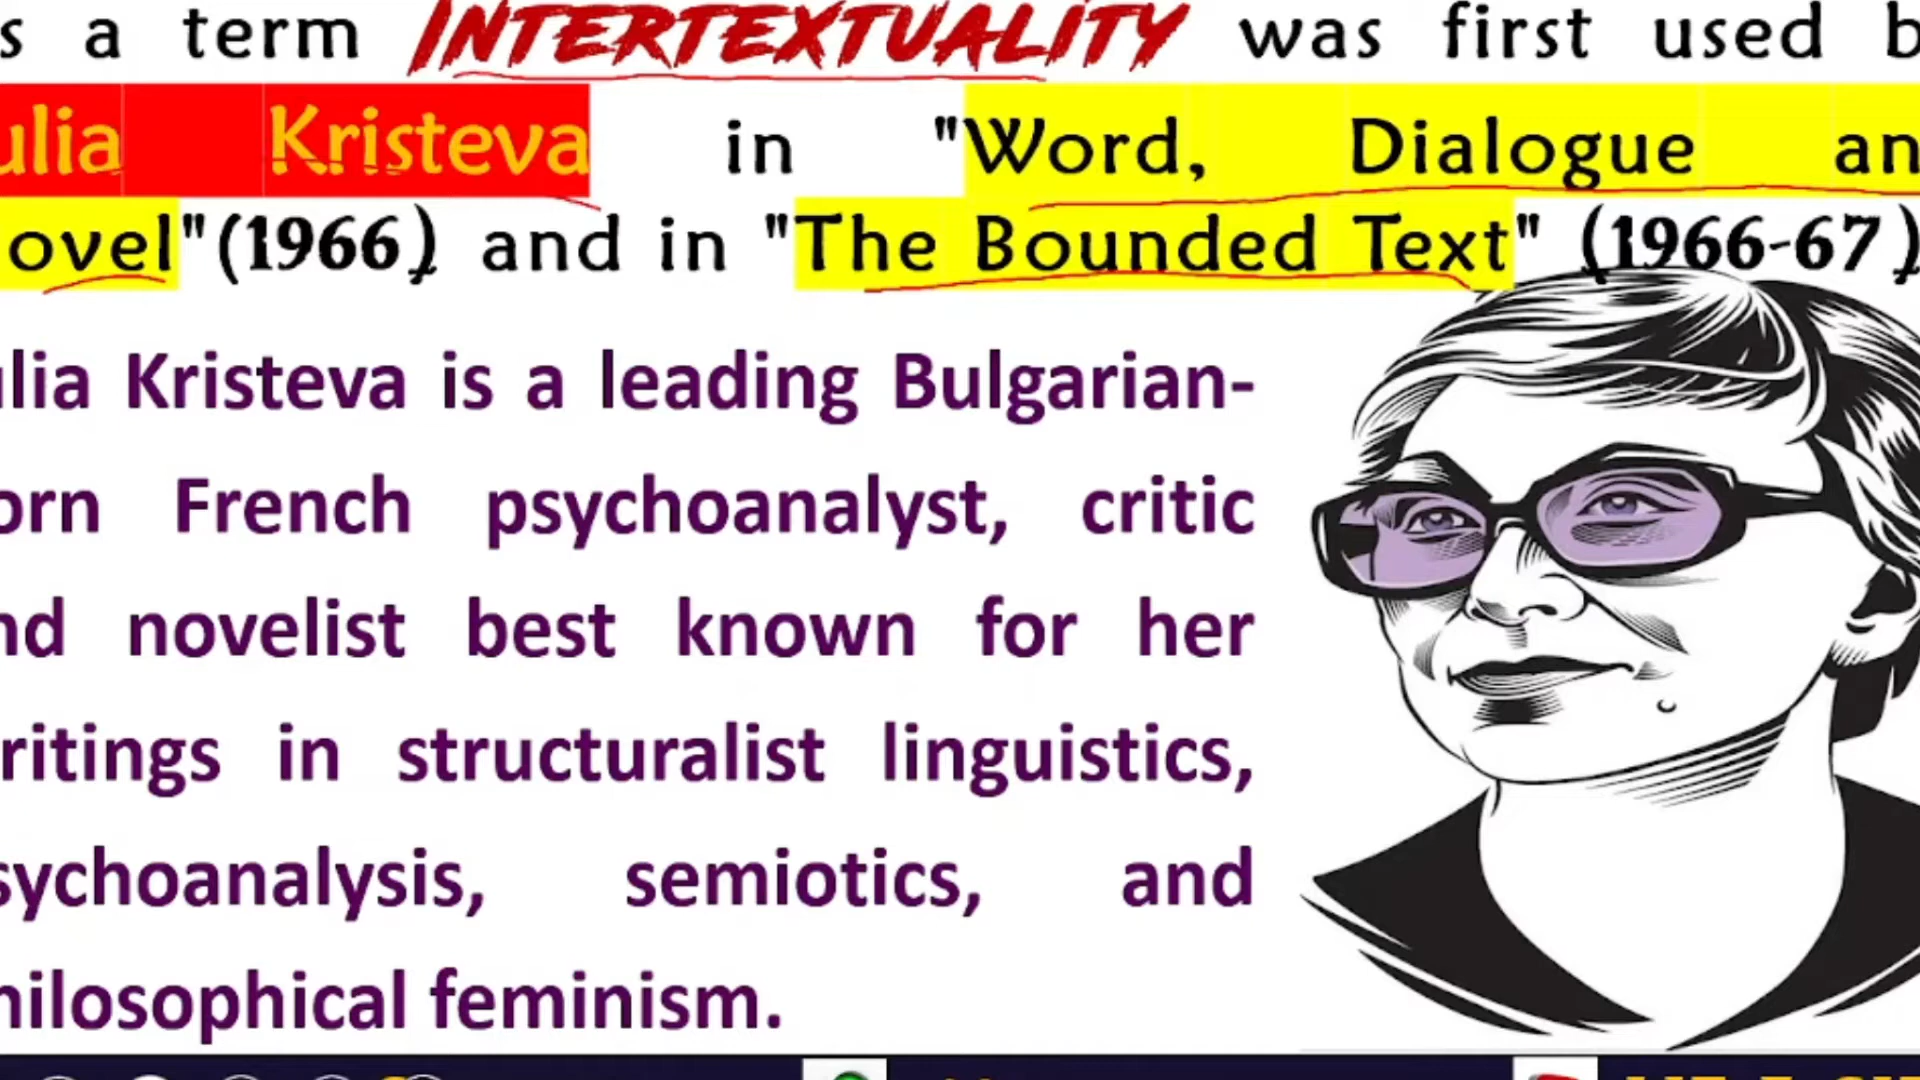 s a term INTERTEXTUALITY was first used b
ulia Kristeva in "Word, Dialogue an
ovel"(1966) and in "The Bounded Text" (1966-67)
ulia Kristeva is a leading Bulgarian-
orn French psychoanalyst, critic
nd novelist best known for her
ritings in structuralist linguistics,
sychoanalysis, semiotics, and
hilosophical feminism.